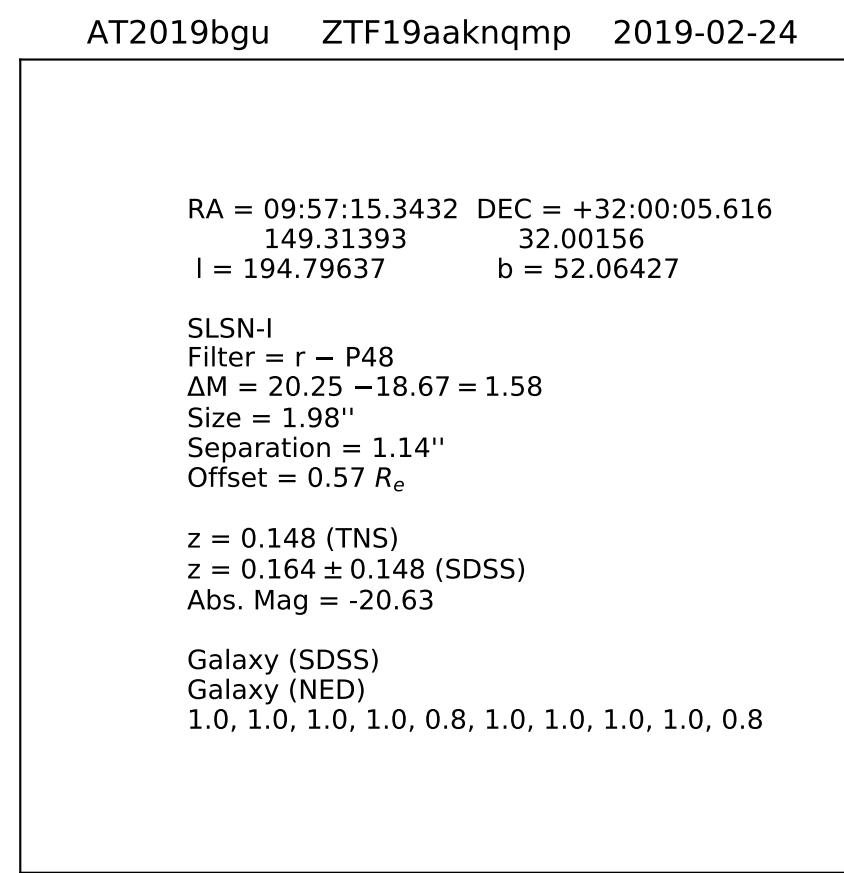 AT2019bgu ZTF19aaknqmp 2019-02-24
RA = 09:57:15.3432 DEC = +32:00:05.616
149.31393 32.00156
l = 194.79637 b = 52.06427
SLSN-I
Filter = r − P48
ΔM = 20.25 −18.67 = 1.58
Size = 1.98''
Separation = 1.14''
Offset = 0.57 Re
z = 0.148 (TNS)
z = 0.164 ± 0.148 (SDSS)
Abs. Mag = -20.63
Galaxy (SDSS)
Galaxy (NED)
1.0, 1.0, 1.0, 1.0, 0.8, 1.0, 1.0, 1.0, 1.0, 0.8